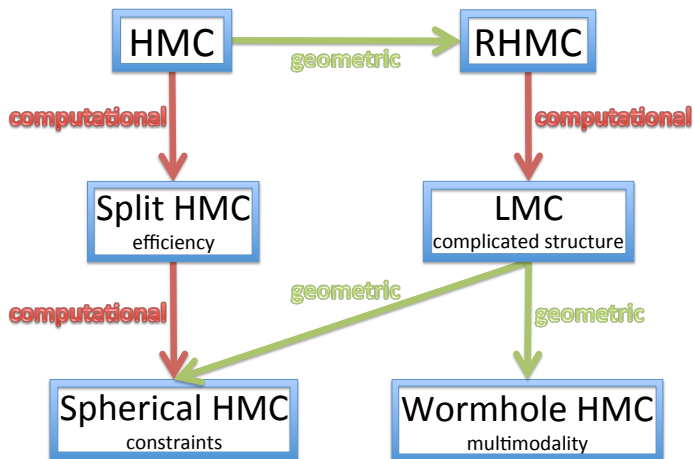 HMC
geometric
RHMC
computational
computational
Split HMC
efficiency
LMC
complicated structure
geometric
computational
geometric
Spherical HMC
constraints
Wormhole HMC
multimodality